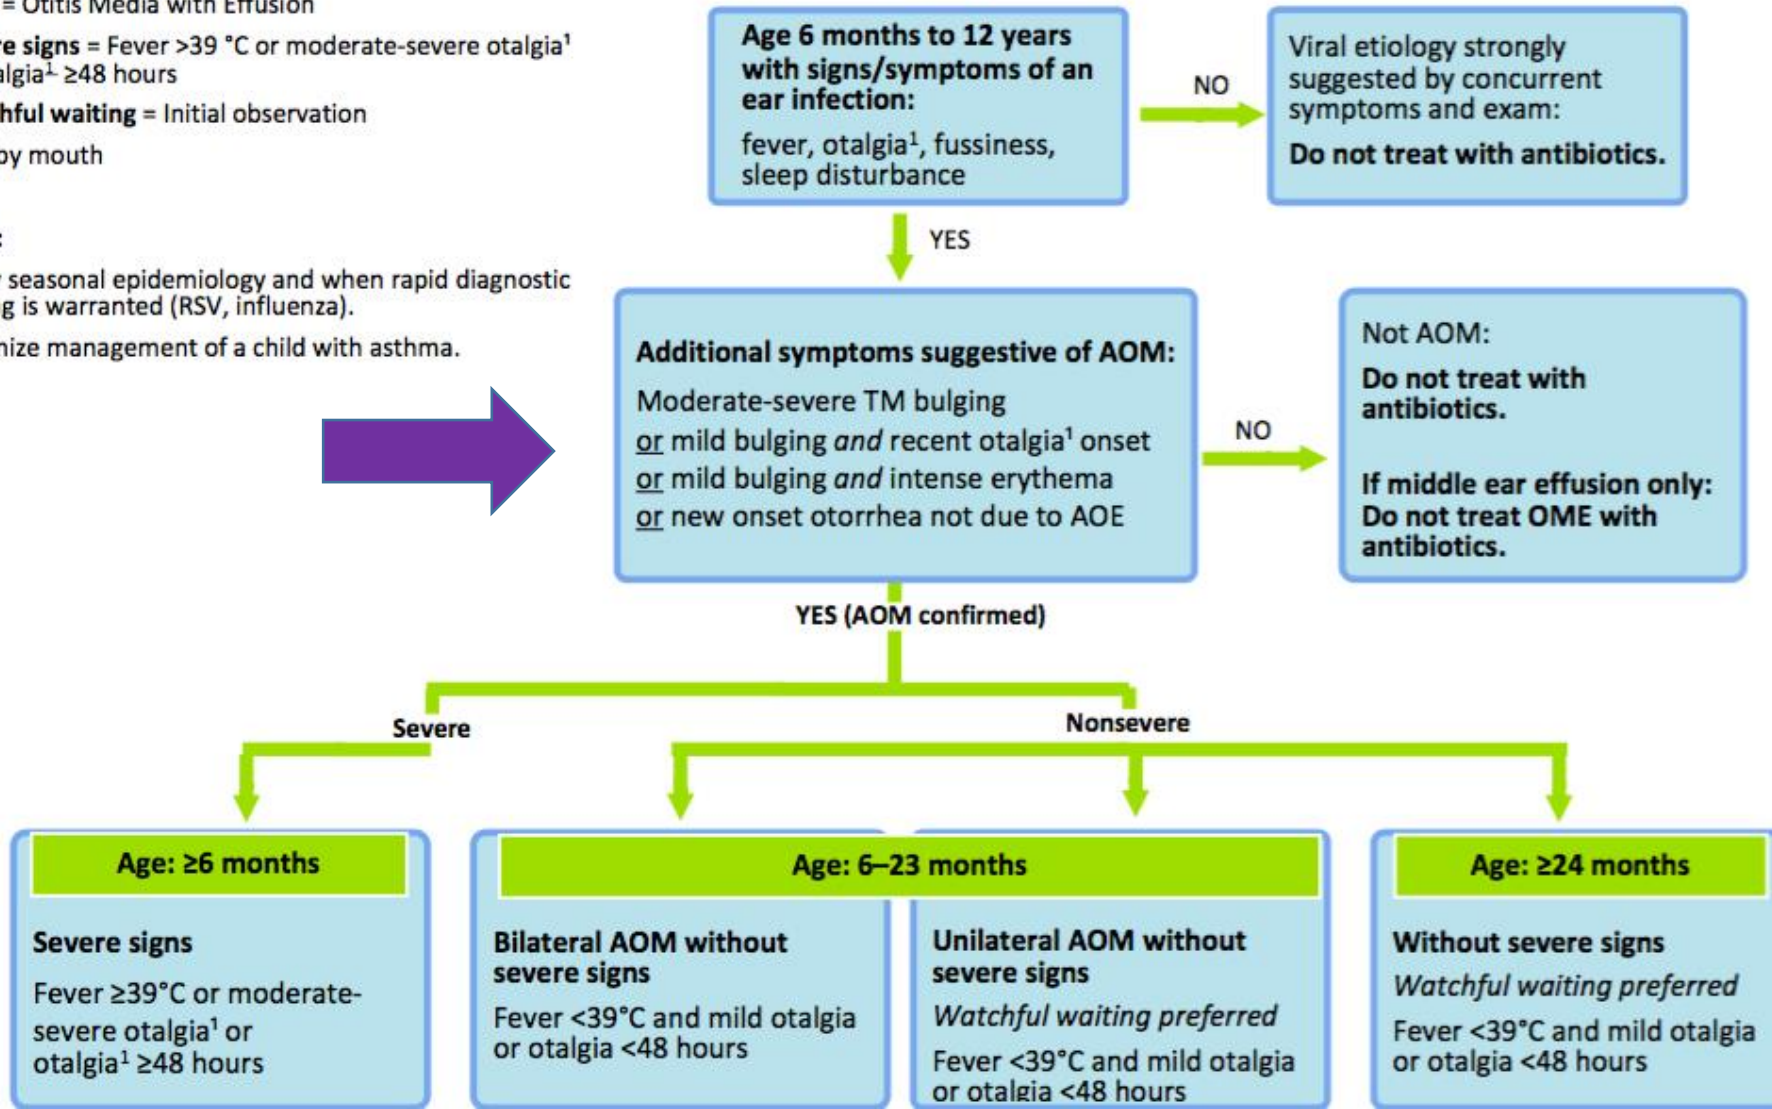 = Otitis Media with Effusion
re signs = Fever >39 °C or moderate-severe otalgia¹
algia¹ ≥48 hours
hful waiting = Initial observation
by mouth
:
seasonal epidemiology and when rapid diagnostic
g is warranted (RSV, influenza).
nize management of a child with asthma.
Age 6 months to 12 years
with signs/symptoms of an
ear infection:
fever, otalgia¹, fussiness,
sleep disturbance
NO
Viral etiology strongly
suggested by concurrent
symptoms and exam:
Do not treat with antibiotics.
YES
Additional symptoms suggestive of AOM:
Moderate-severe TM bulging
or mild bulging and recent otalgia¹ onset
or mild bulging and intense erythema
or new onset otorrhea not due to AOE
NO
Not AOM:
Do not treat with
antibiotics.
If middle ear effusion only:
Do not treat OME with
antibiotics.
YES (AOM confirmed)
Severe
Nonsevere
Age: ≥6 months
Severe signs
Fever ≥39°C or moderate-
severe otalgia¹ or
otalgia¹ ≥48 hours
Age: 6–23 months
Bilateral AOM without
severe signs
Fever <39°C and mild otalgia
or otalgia <48 hours
Unilateral AOM without
severe signs
Watchful waiting preferred
Fever <39°C and mild otalgia
or otalgia <48 hours
Age: ≥24 months
Without severe signs
Watchful waiting preferred
Fever <39°C and mild otalgia
or otalgia <48 hours